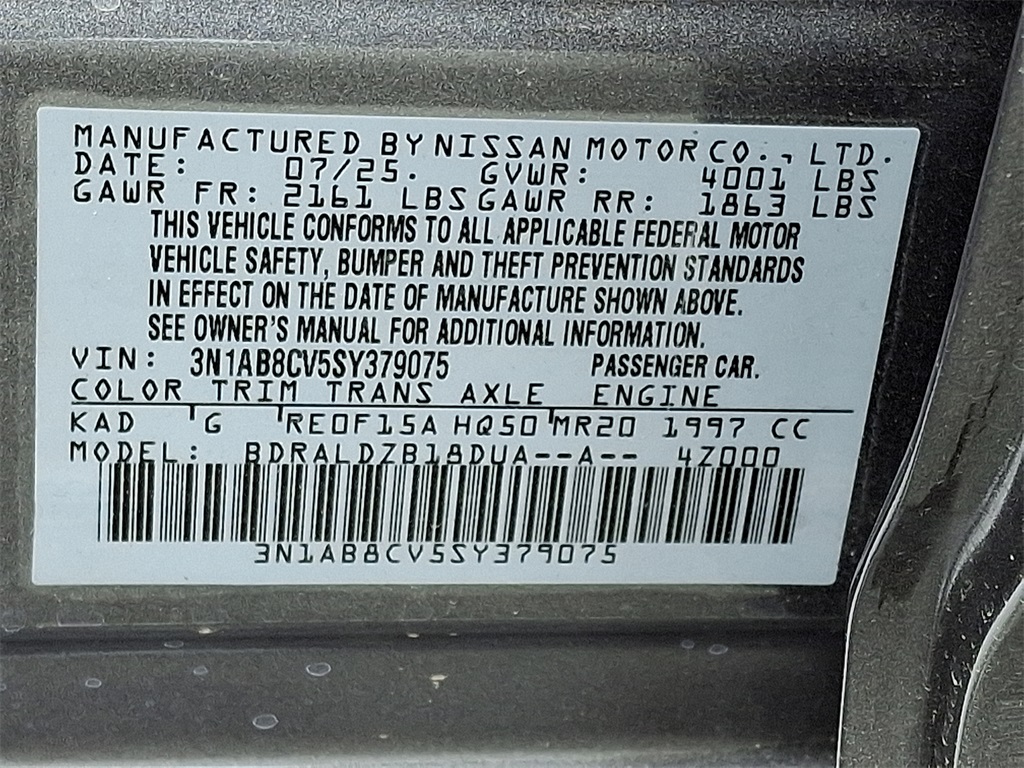 MANUFACTURED BY NISSAN MOTOR CO., LTD.
DATE: 07/25. GVWR: 4001 LBS
GAWR FR: 2161 LBS GAWR RR: 1863 LBS
THIS VEHICLE CONFORMS TO ALL APPLICABLE FEDERAL MOTOR
VEHICLE SAFETY, BUMPER AND THEFT PREVENTION STANDARDS
IN EFFECT ON THE DATE OF MANUFACTURE SHOWN ABOVE.
SEE OWNER'S MANUAL FOR ADDITIONAL INFORMATION.
VIN: 3N1AB8CV5SY379075 PASSENGER CAR.
COLOR TRIM TRANS AXLE ENGINE
KAD G RE0F15A HQ50 MR20 1997 CC
MODEL: BDRALDZB18DUA--A-- 4Z000
3N1AB8CV5SY379075